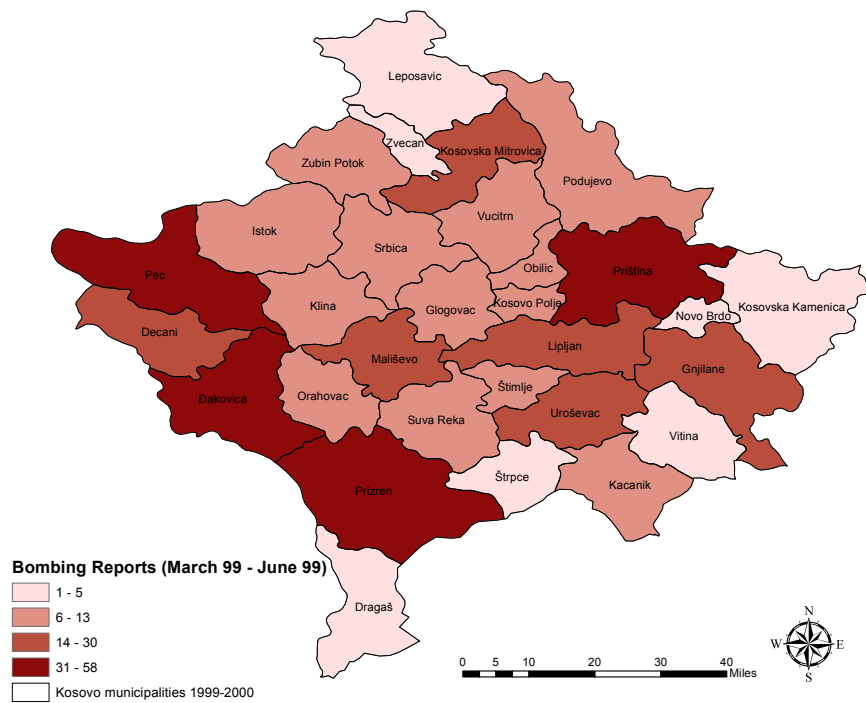 Leposavic
Zvecan
Kosovska Mitrovica
Zubin Potok
Podujevo
Vucitrn
Istok
Srbica
Obilic
Priština
Pec
Kosovska Kamenica
Klina
Glogovac
Kosovo Polje
Novo Brdo
Decani
Mališevo
Lipljan
Gnjilane
Štimlje
Đakovica
Orahovac
Suva Reka
Uroševac
Vitina
Štrpce
Kacanik
Prizren
Dragaš
Bombing Reports (March 99 - June 99)
1 - 5
6 - 13
14 - 30
31 - 58
Kosovo municipalities 1999-2000
0 5 10 20 30 40
Miles
N
W E
S